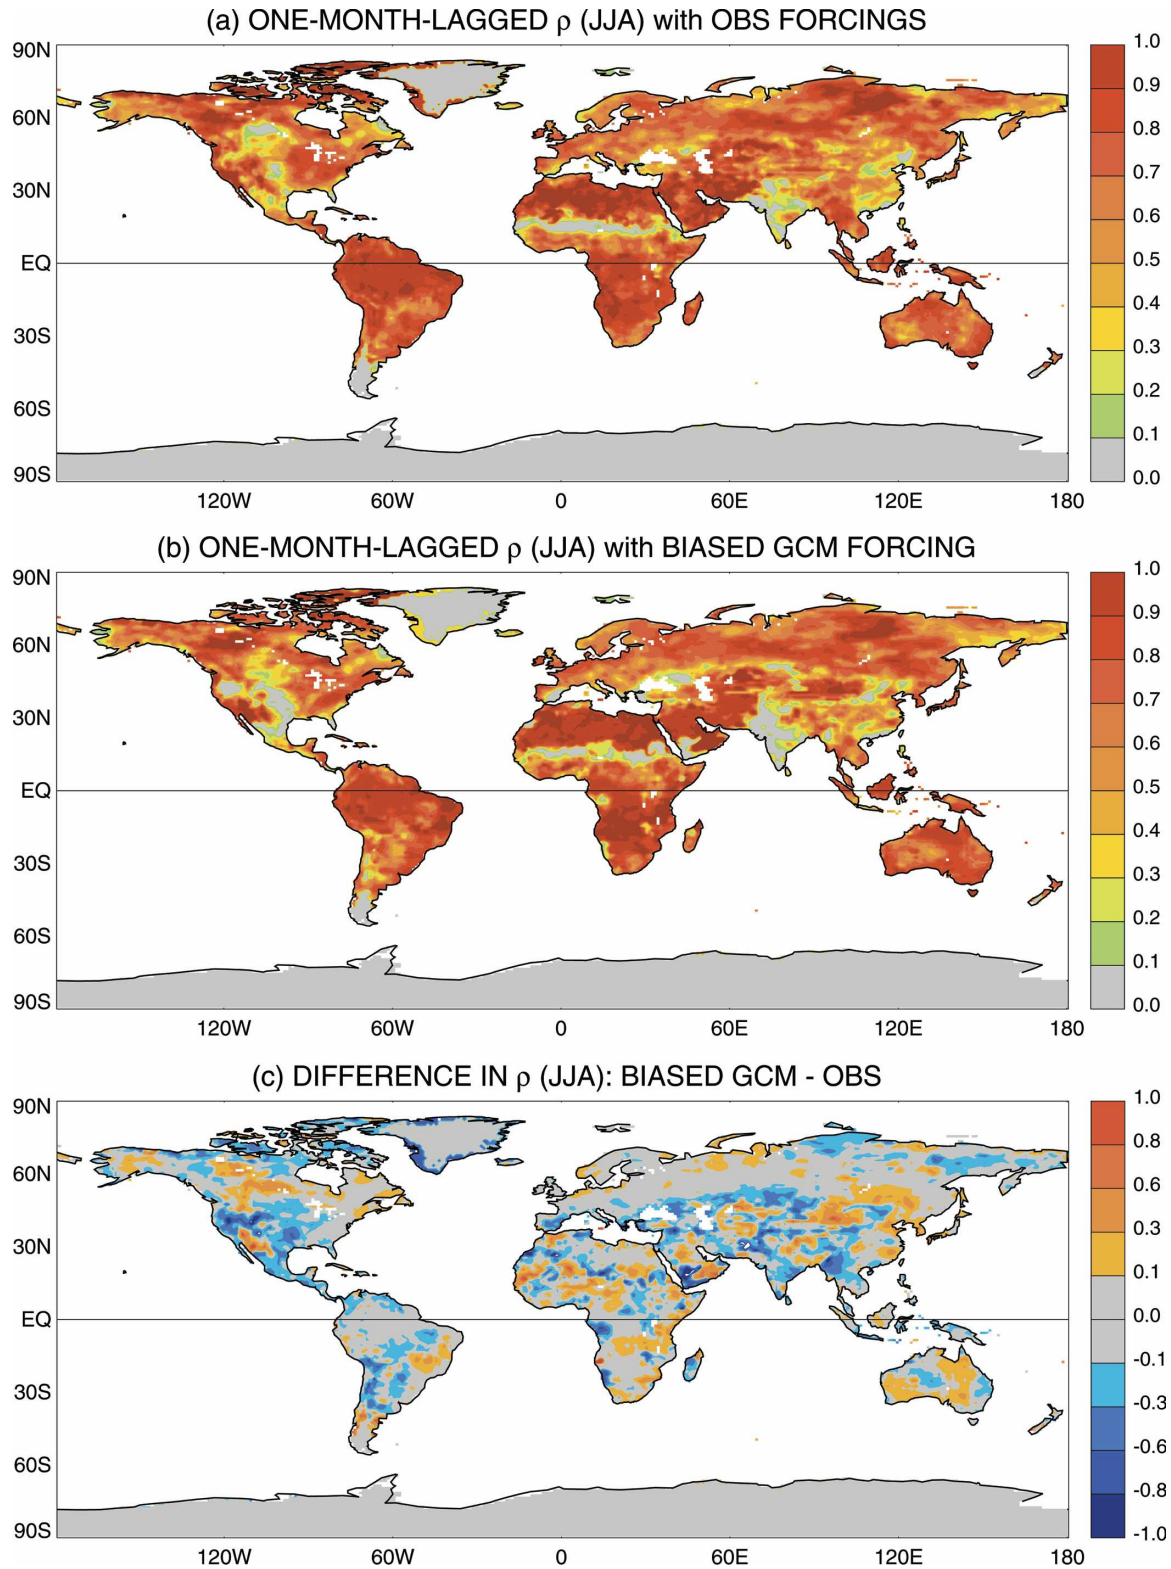 (a) ONE-MONTH-LAGGED ρ (JJA) with OBS FORCINGS
90N
60N
30N
EQ
30S
60S
90S
120W 60W 0 60E 120E 180
1.0
0.9
0.8
0.7
0.6
0.5
0.4
0.3
0.2
0.1
0.0
(b) ONE-MONTH-LAGGED ρ (JJA) with BIASED GCM FORCING
90N
60N
30N
EQ
30S
60S
90S
120W 60W 0 60E 120E 180
1.0
0.9
0.8
0.7
0.6
0.5
0.4
0.3
0.2
0.1
0.0
(c) DIFFERENCE IN ρ (JJA): BIASED GCM - OBS
90N
60N
30N
EQ
30S
60S
90S
120W 60W 0 60E 120E 180
1.0
0.8
0.6
0.3
0.1
0.0
-0.1
-0.3
-0.6
-0.8
-1.0